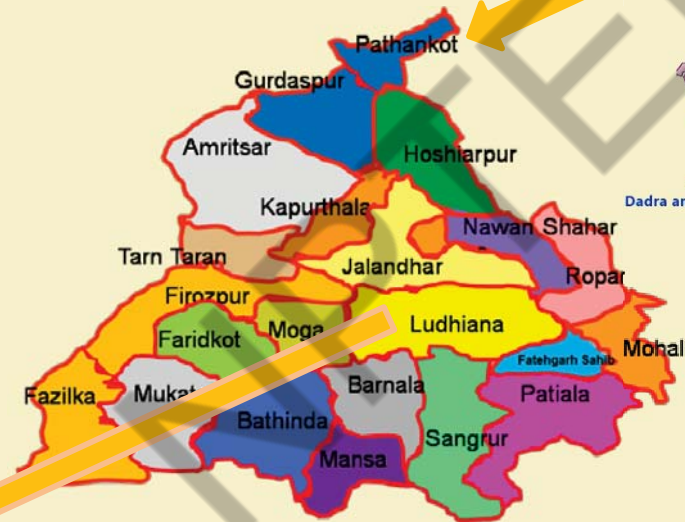 Pathankot
Gurdaspur
Amritsar
Hoshiarpur
Kapurthala
Dadra ar
Nawan Shahar
Tarn Taran
Jalandhar
Ropar
Firozpur
Faridkot
Moga
Ludhiana
Mohal
Fatehgarh Sahib
Fazilka
Mukat
Barnala
Patiala
Bathinda
Sangrur
Mansa